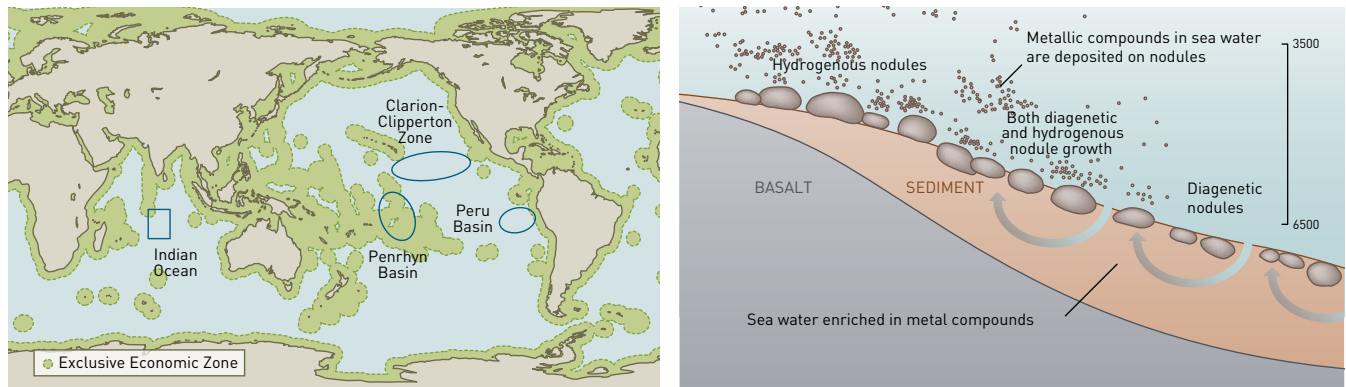 Clarion-
Clipperton
Zone
Peru
Basin
Indian
Ocean
Penrhyn
Basin
Exclusive Economic Zone
Metallic compounds in sea water
are deposited on nodules
3500
Hydrogenous nodules
Both diagenetic
and hydrogenous
nodule growth
BASALT
SEDIMENT
Diagenetic
nodules
6500
Sea water enriched in metal compounds